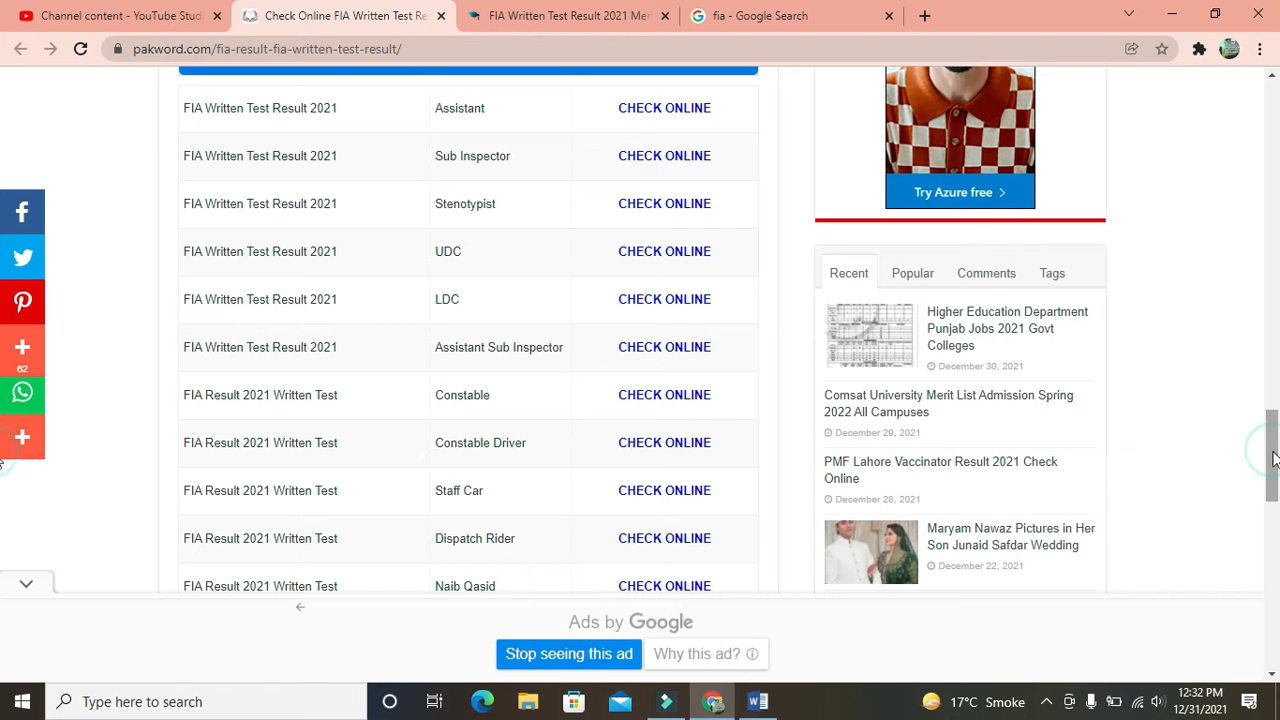 Channel content - YouTube Studi
Check Online FIA Written Test Re
FIA Written Test Result 2021 Mer
fia - Google Search
pakword.com/fia-result-fia-written-test-result/
FIA Written Test Result 2021 Assistant CHECK ONLINE
FIA Written Test Result 2021 Sub Inspector CHECK ONLINE
FIA Written Test Result 2021 Stenotypist CHECK ONLINE
FIA Written Test Result 2021 UDC CHECK ONLINE
FIA Written Test Result 2021 LDC CHECK ONLINE
FIA Written Test Result 2021 Assistant Sub Inspector CHECK ONLINE
FIA Result 2021 Written Test Constable CHECK ONLINE
FIA Result 2021 Written Test Constable Driver CHECK ONLINE
FIA Result 2021 Written Test Staff Car CHECK ONLINE
FIA Result 2021 Written Test Dispatch Rider CHECK ONLINE
FIA Result 2021 Written Test Naib Qasid CHECK ONLINE
62
Try Azure free >
Recent Popular Comments Tags
Higher Education Department
Punjab Jobs 2021 Govt
Colleges
December 30, 2021
Comsat University Merit List Admission Spring
2022 All Campuses
December 29, 2021
PMF Lahore Vaccinator Result 2021 Check
Online
December 28, 2021
Maryam Nawaz Pictures in Her
Son Junaid Safdar Wedding
December 22, 2021
Ads by Google
Stop seeing this ad Why this ad?
Type here to search
17°C Smoke
12:32 PM
12/31/2021